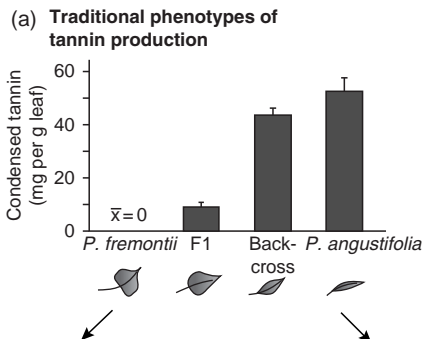 (a) Traditional phenotypes of
tannin production
Condensed tannin
(mg per g leaf)
60
40
20
0
x̅ = 0
P. fremontii F1 Back- P. angustifolia
cross